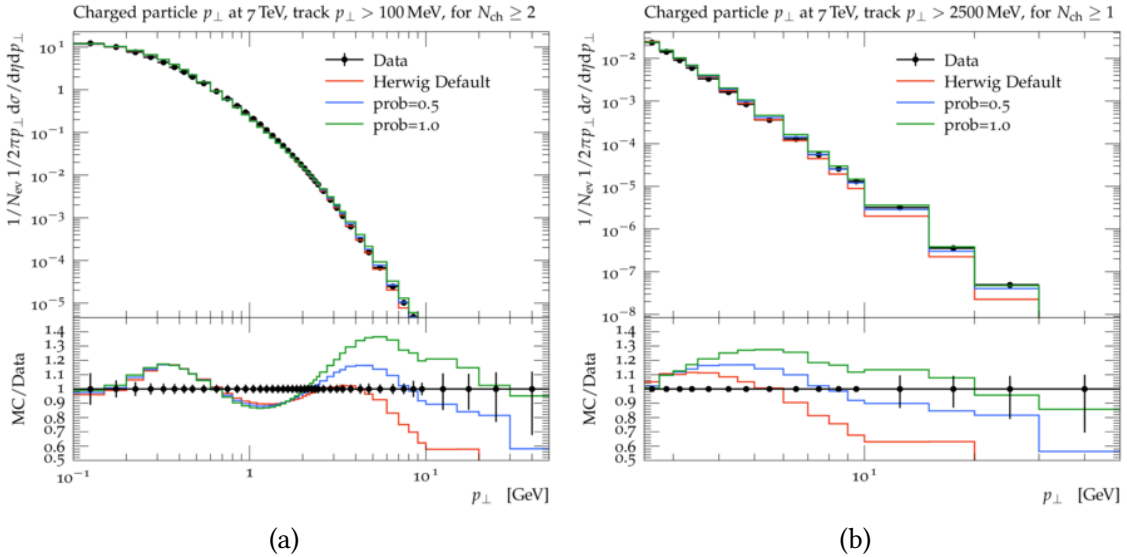 Charged particle p⊥ at 7 TeV, track p⊥ > 100 MeV, for Nch ≥ 2
1/Nev 1/2πp⊥ dσ/dηdp⊥
10
1
10⁻¹
10⁻²
10⁻³
10⁻⁴
10⁻⁵
Data
Herwig Default
prob=0.5
prob=1.0
MC/Data
1.4
1.3
1.2
1.1
1
0.9
0.8
0.7
0.6
0.5
10⁻¹ 1 10¹
p⊥ [GeV]
(a)
Charged particle p⊥ at 7 TeV, track p⊥ > 2500 MeV, for Nch ≥ 1
1/Nev 1/2πp⊥ dσ/dηdp⊥
10⁻²
10⁻³
10⁻⁴
10⁻⁵
10⁻⁶
10⁻⁷
10⁻⁸
Data
Herwig Default
prob=0.5
prob=1.0
MC/Data
1.4
1.3
1.2
1.1
1
0.9
0.8
0.7
0.6
0.5
10¹
p⊥ [GeV]
(b)